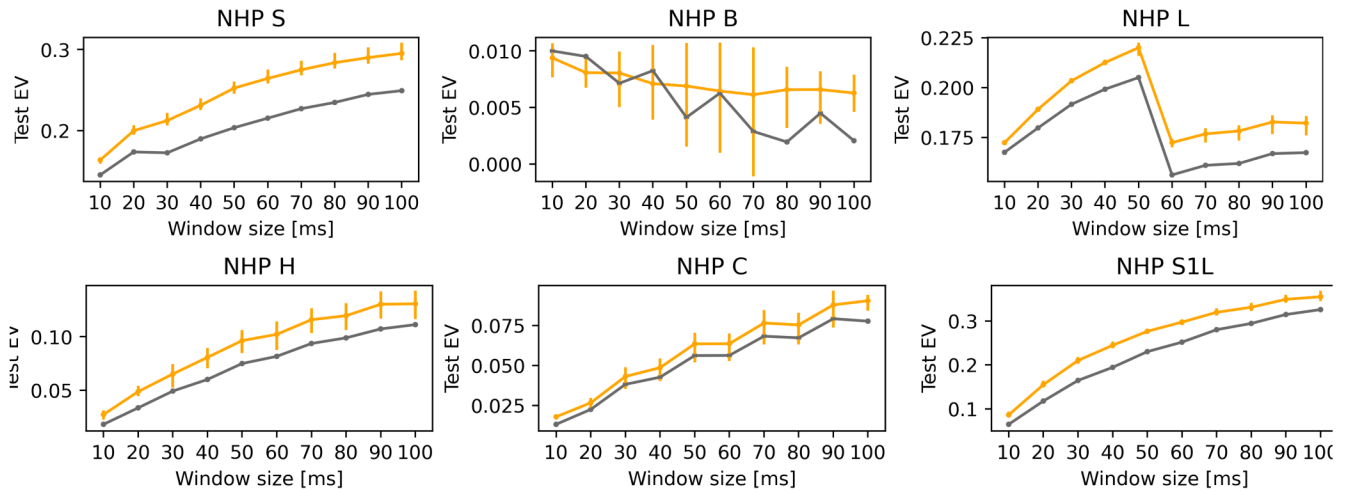 NHP S NHP B NHP L
0.3 0.010 0.225
Test EV Test EV Test EV
0.200
0.2 0.005
0.175
0.000
10 20 30 40 50 60 70 80 90 100 10 20 30 40 50 60 70 80 90 100 10 20 30 40 50 60 70 80 90 100
Window size [ms] Window size [ms] Window size [ms]
NHP H NHP C NHP S1L
0.10 0.075 0.3
Test EV Test EV
0.050 0.2
0.05
0.025 0.1
10 20 30 40 50 60 70 80 90 100 10 20 30 40 50 60 70 80 90 100 10 20 30 40 50 60 70 80 90 100
Window size [ms] Window size [ms] Window size [ms]